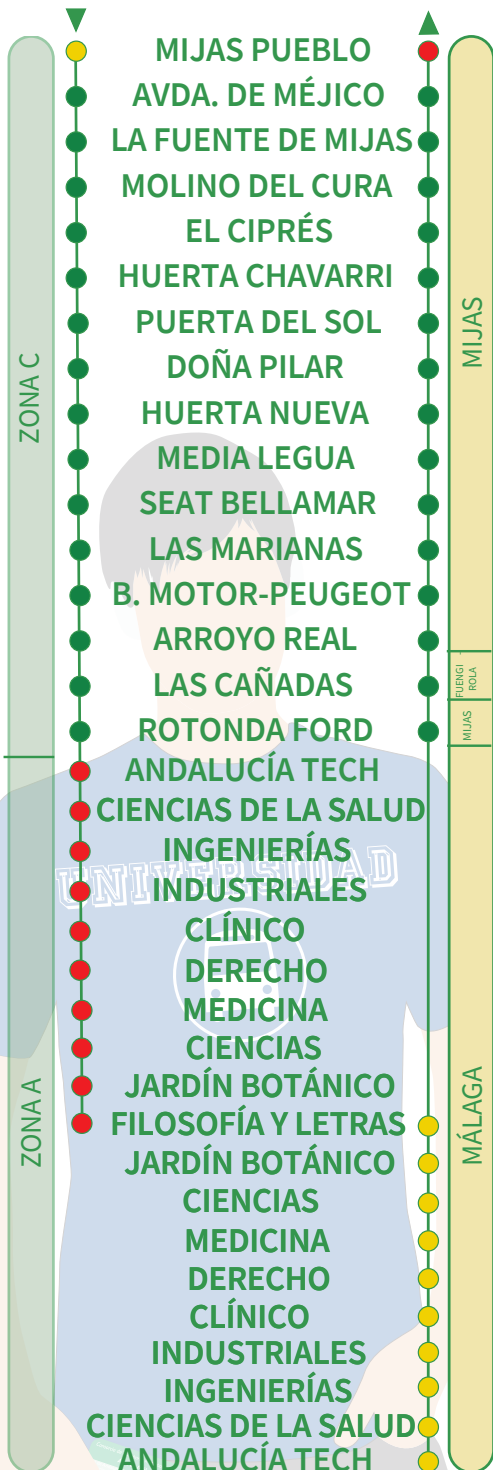 MIJAS PUEBLO
AVDA. DE MÉJICO
LA FUENTE DE MIJAS
MOLINO DEL CURA
EL CIPRÉS
HUERTA CHAVARRI
PUERTA DEL SOL
DOÑA PILAR
HUERTA NUEVA
MEDIA LEGUA
SEAT BELLAMAR
LAS MARIANAS
B. MOTOR-PEUGEOT
ARROYO REAL
LAS CAÑADAS
ROTONDA FORD
ANDALUCÍA TECH
CIENCIAS DE LA SALUD
INGENIERÍAS
INDUSTRIALES
CLÍNICO
DERECHO
MEDICINA
CIENCIAS
JARDÍN BOTÁNICO
FILOSOFÍA Y LETRAS
JARDÍN BOTÁNICO
CIENCIAS
MEDICINA
DERECHO
CLÍNICO
INDUSTRIALES
INGENIERÍAS
CIENCIAS DE LA SALUD
ANDALUCÍA TECH
ZONA C
ZONA A
MIJAS
FUENGI
ROLA
MIJAS
MÁLAGA
UNIVERSIDAD